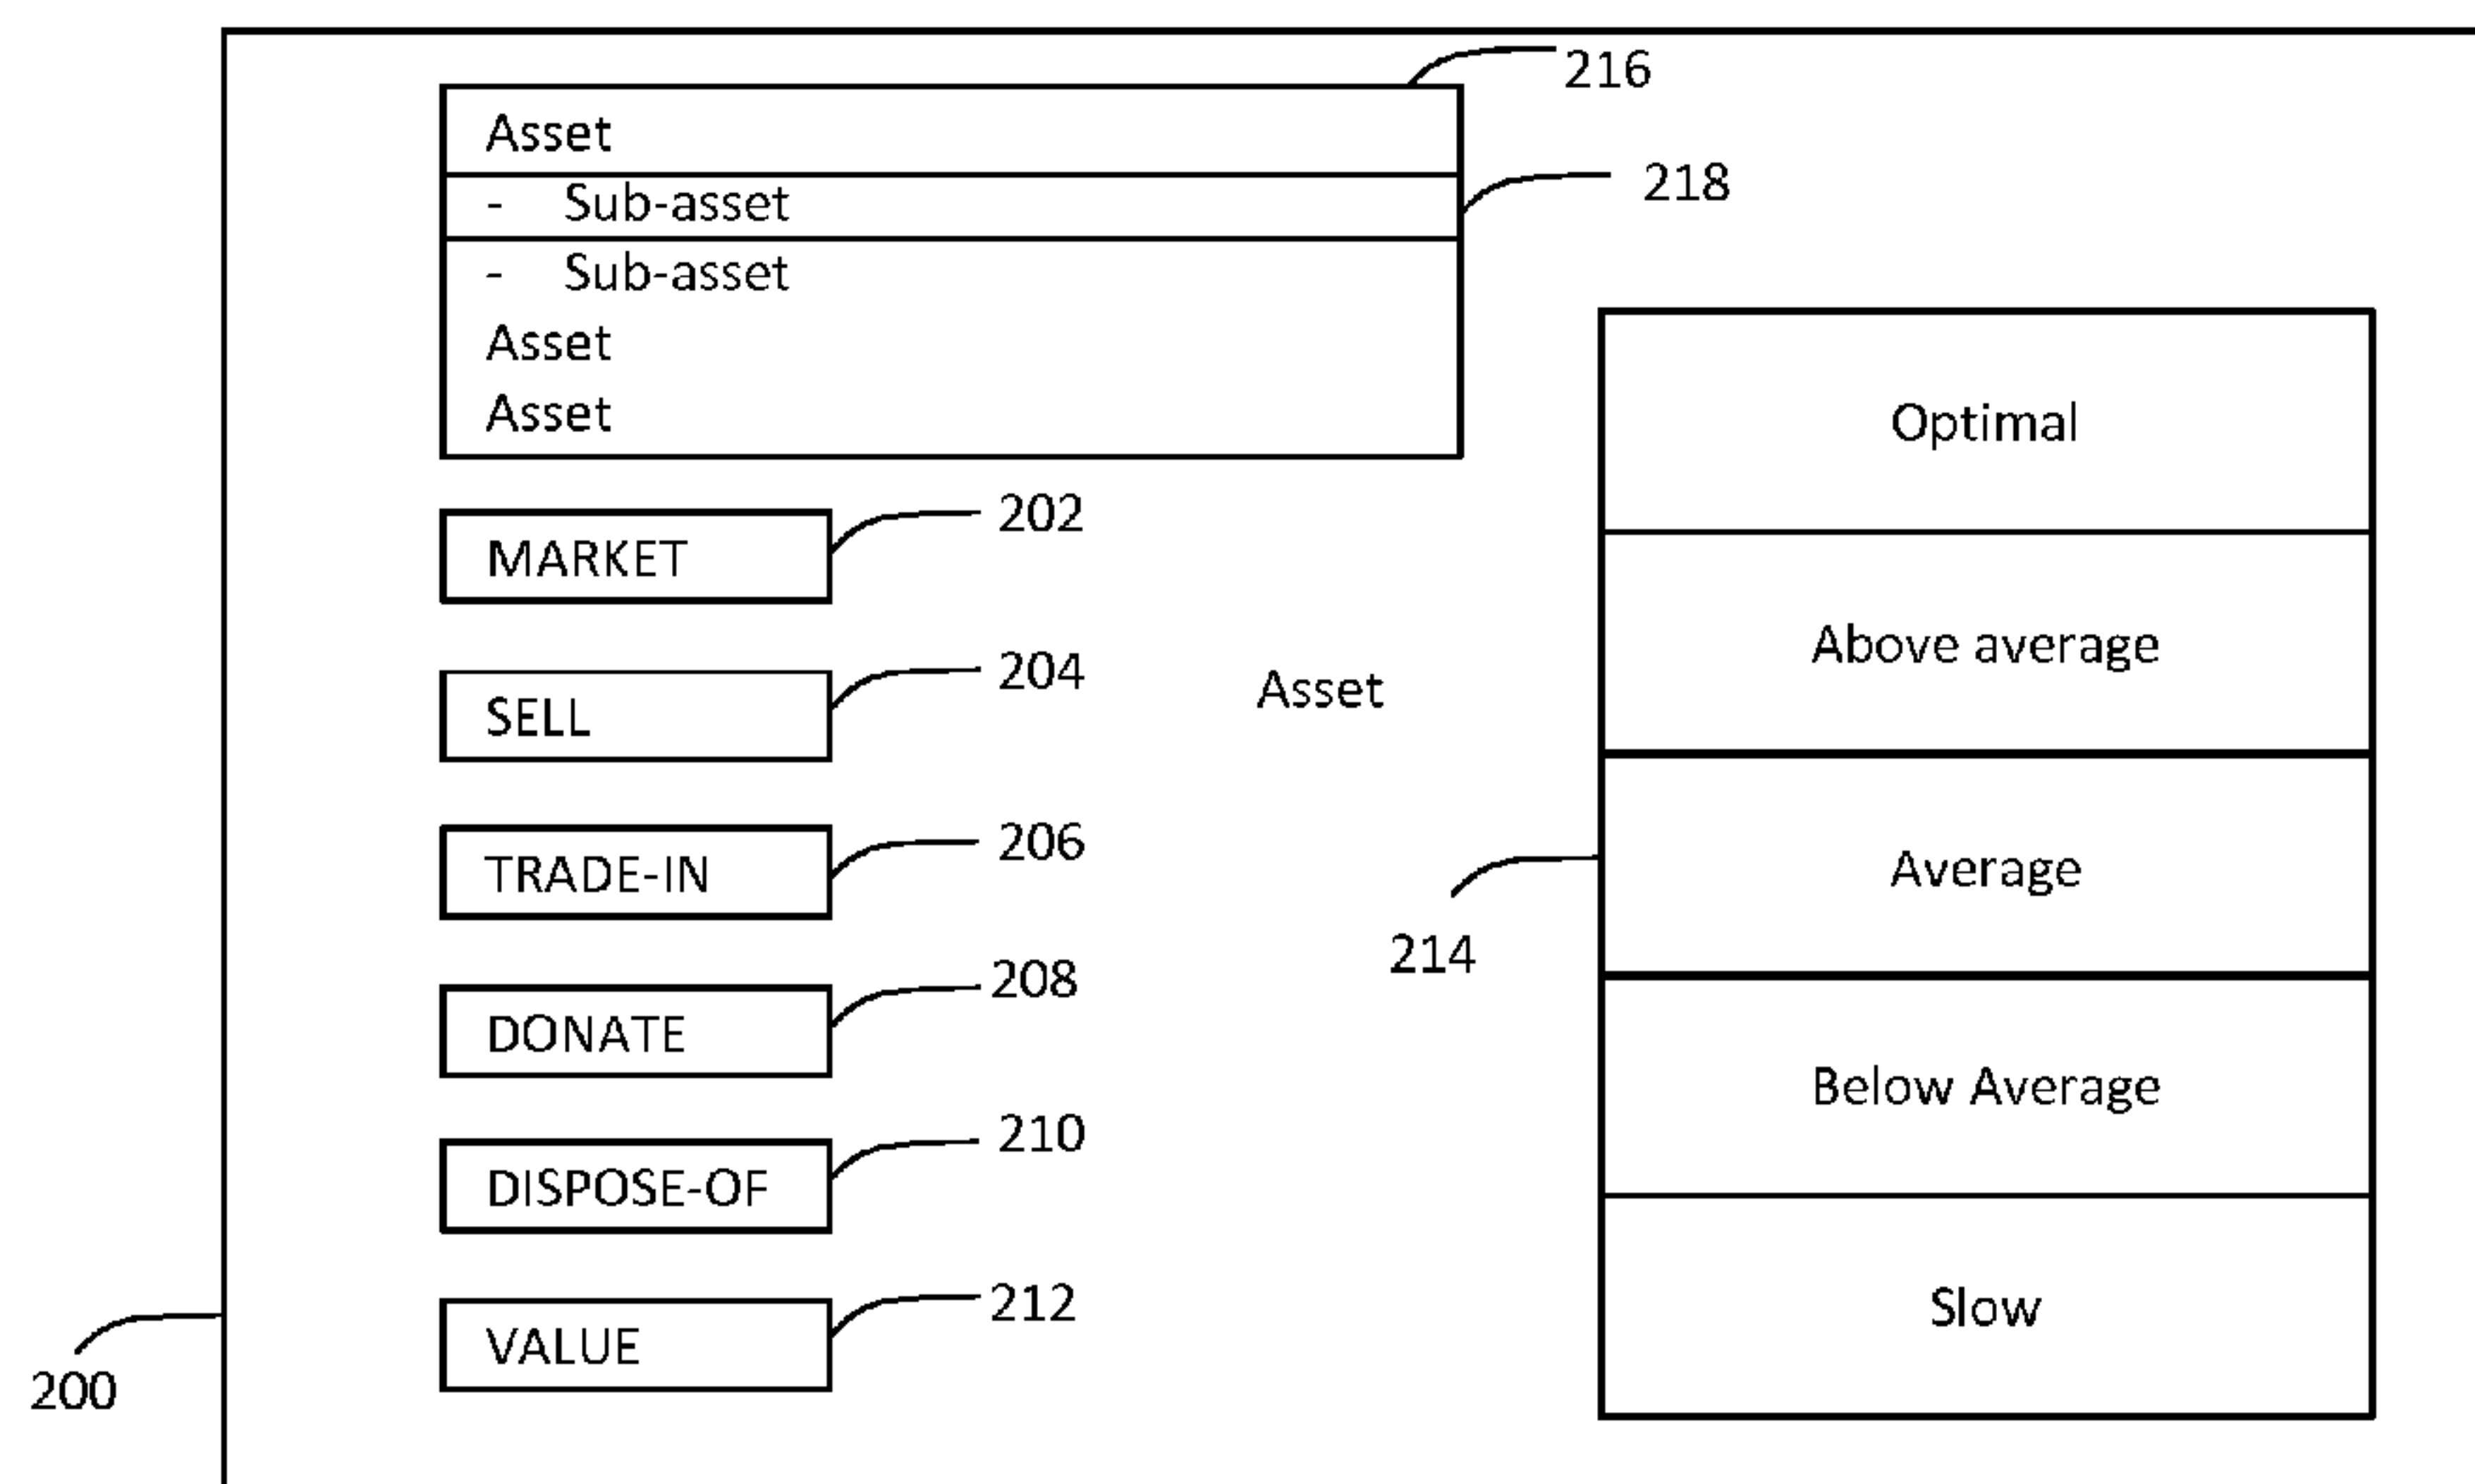 216
Asset
218
- Sub-asset
- Sub-asset
Asset
Asset
MARKET
202
SELL
204
TRADE-IN
206
DONATE
208
DISPOSE-OF
210
VALUE
212
200
Asset
214
Optimal
Above average
Average
Below Average
Slow